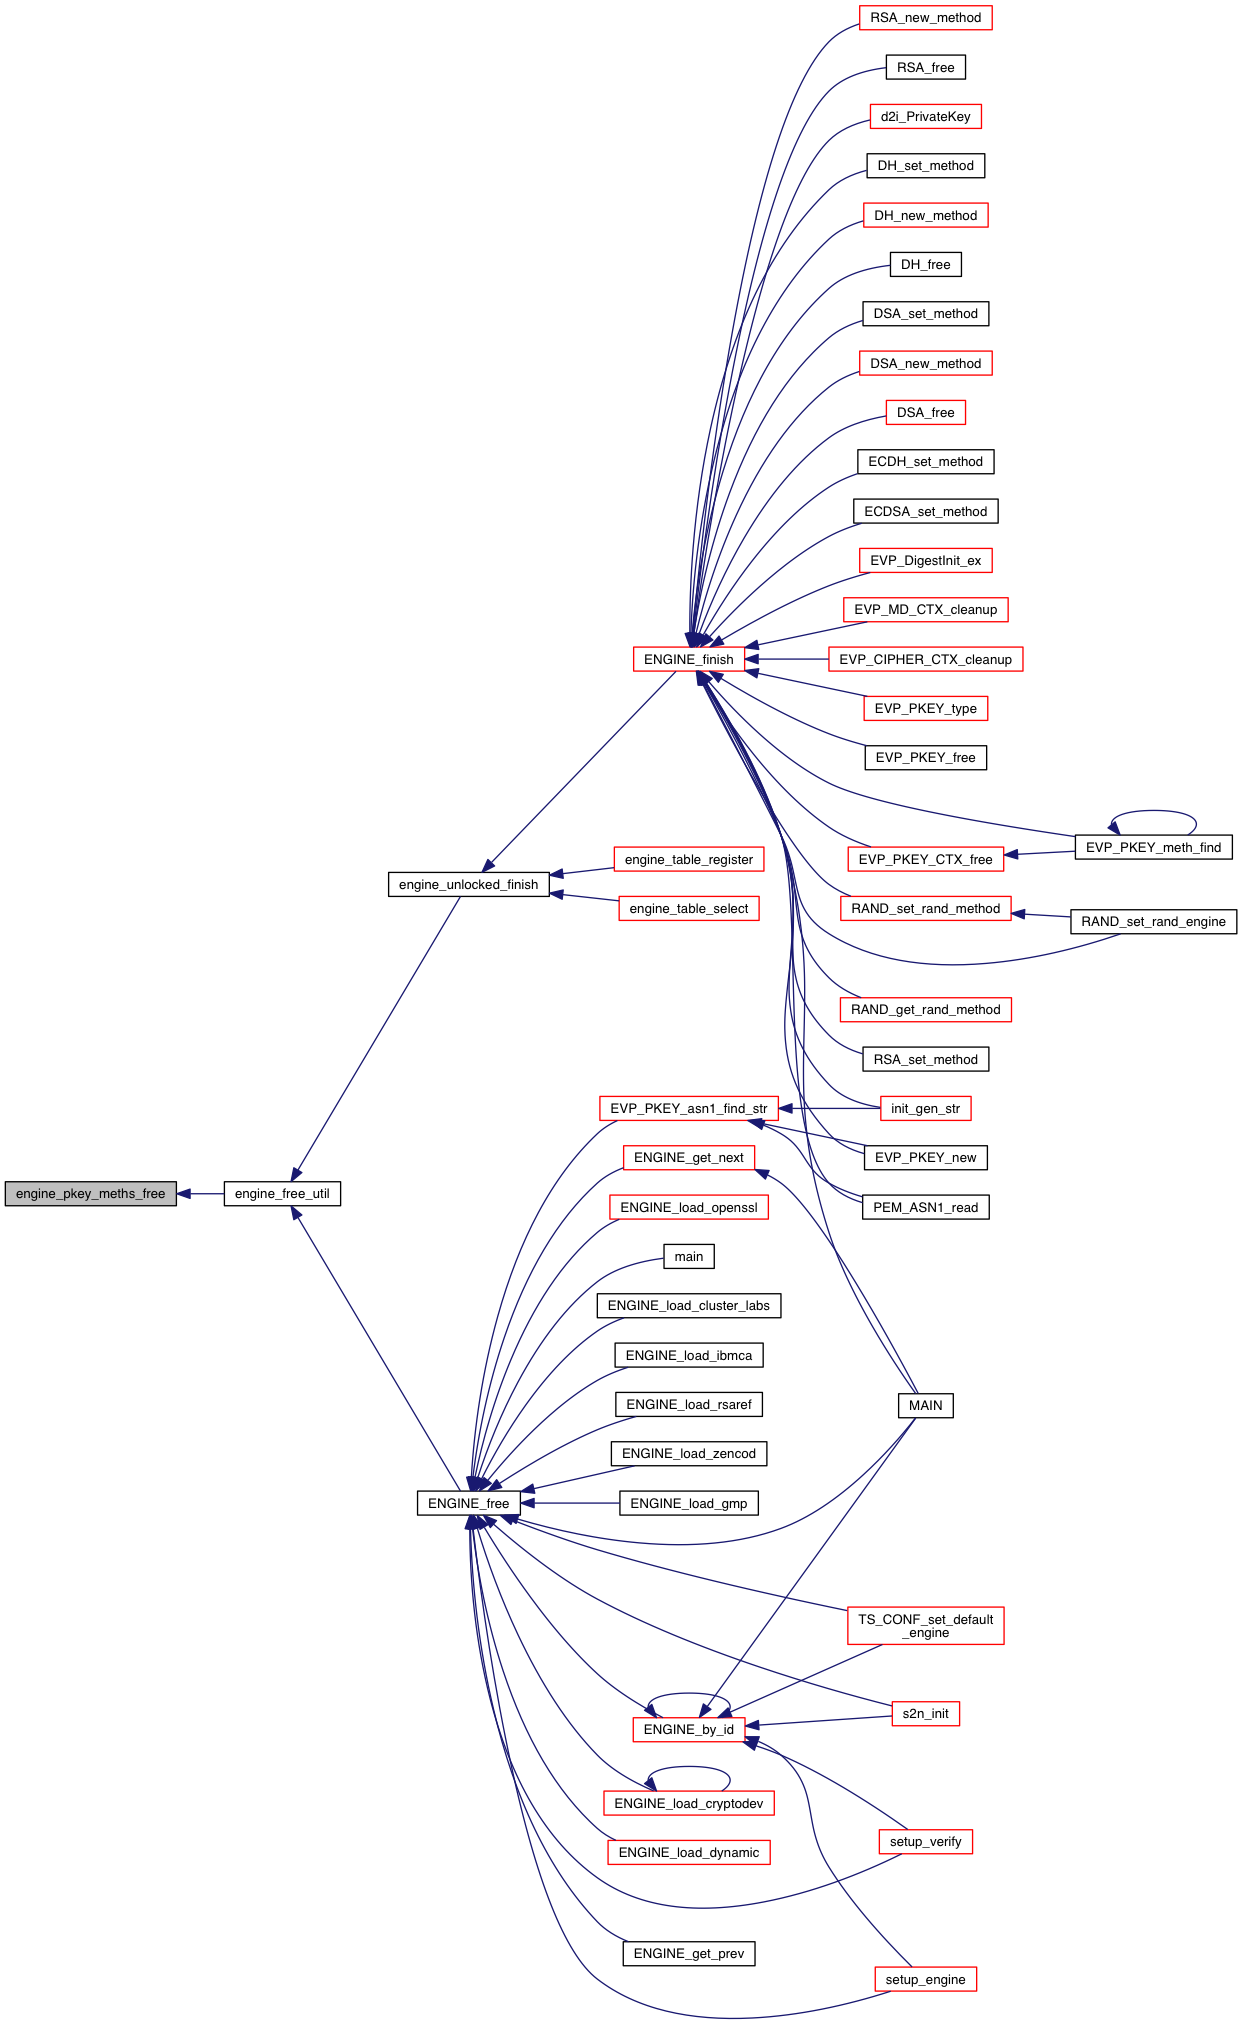 RSA_new_method
RSA_free
d2i_PrivateKey
DH_set_method
DH_new_method
DH_free
DSA_set_method
DSA_new_method
DSA_free
ECDH_set_method
ECDSA_set_method
EVP_DigestInit_ex
EVP_MD_CTX_cleanup
ENGINE_finish
EVP_CIPHER_CTX_cleanup
EVP_PKEY_type
EVP_PKEY_free
EVP_PKEY_meth_find
engine_table_register
EVP_PKEY_CTX_free
engine_unlocked_finish
engine_table_select
RAND_set_rand_method
RAND_set_rand_engine
RAND_get_rand_method
RSA_set_method
EVP_PKEY_asn1_find_str
init_gen_str
ENGINE_get_next
EVP_PKEY_new
engine_pkey_meths_free
engine_free_util
ENGINE_load_openssl
PEM_ASN1_read
main
ENGINE_load_cluster_labs
ENGINE_load_ibmca
ENGINE_load_rsaref
MAIN
ENGINE_load_zencod
ENGINE_free
ENGINE_load_gmp
TS_CONF_set_default
_engine
s2n_init
ENGINE_by_id
ENGINE_load_cryptodev
setup_verify
ENGINE_load_dynamic
ENGINE_get_prev
setup_engine